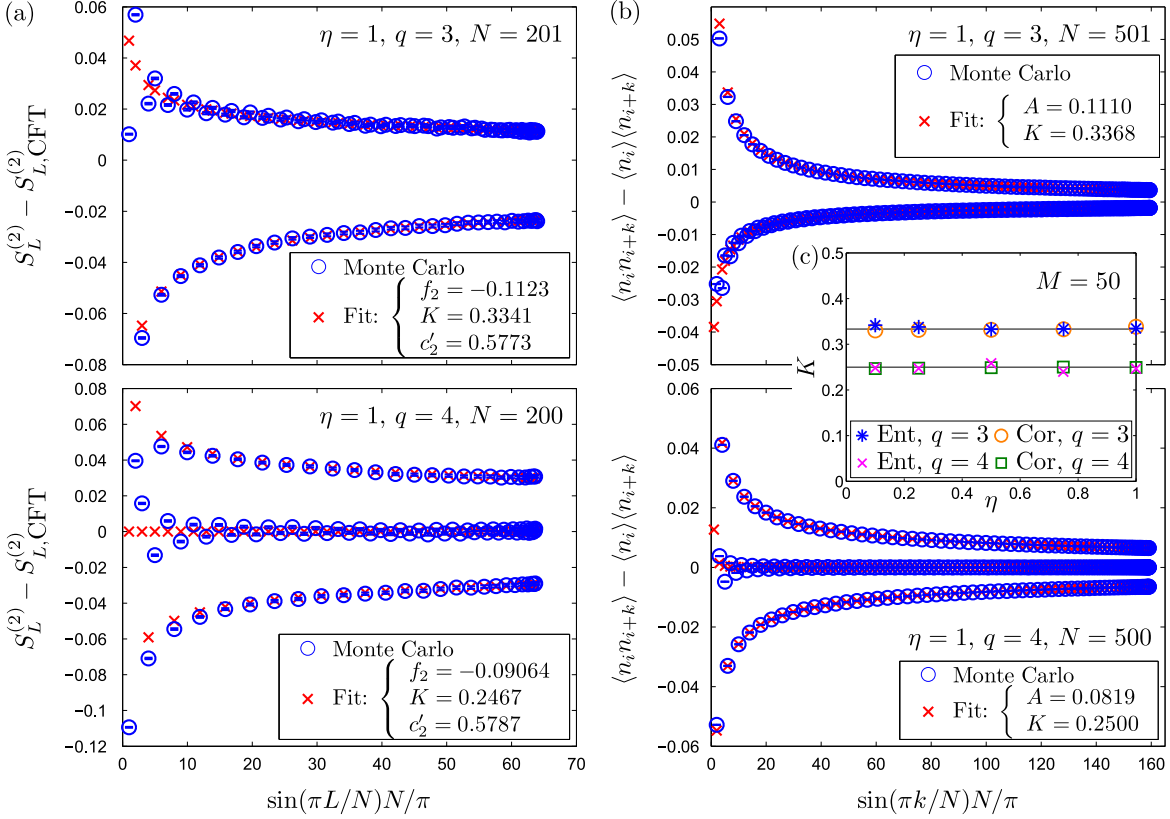 (a)
η = 1, q = 3, N = 201
0.06
0.04
0.02
0
−0.02
−0.04
−0.06
−0.08
S_L^{(2)} − S_{L,CFT}^{(2)}
Monte Carlo
Fit: { f_2 = −0.1123
K = 0.3341
c'_2 = 0.5773
η = 1, q = 4, N = 200
0.1
0.08
0.06
0.04
0.02
0
−0.02
−0.04
−0.06
−0.08
−0.1
−0.12
S_L^{(2)} − S_{L,CFT}^{(2)}
Monte Carlo
Fit: { f_2 = −0.09064
K = 0.2467
c'_2 = 0.5787
0 10 20 30 40 50 60 70
sin(πL/N)N/π
(b)
η = 1, q = 3, N = 501
0.05
0.04
0.03
0.02
0.01
0
−0.01
−0.02
−0.03
−0.04
−0.05
⟨n_i n_{i+k}⟩ − ⟨n_i⟩⟨n_{i+k}⟩
Monte Carlo
Fit: { A = 0.1110
K = 0.3368
(c)
M = 50
0.5
0.4
0.3
0.2
0.1
0
K
Ent, q = 3 Cor, q = 3
Ent, q = 4 Cor, q = 4
0 0.2 0.4 0.6 0.8 1
η
0.06
0.04
0.02
0
−0.02
−0.04
−0.06
⟨n_i n_{i+k}⟩ − ⟨n_i⟩⟨n_{i+k}⟩
η = 1, q = 4, N = 500
Monte Carlo
Fit: { A = 0.0819
K = 0.2500
0 20 40 60 80 100 120 140 160
sin(πk/N)N/π